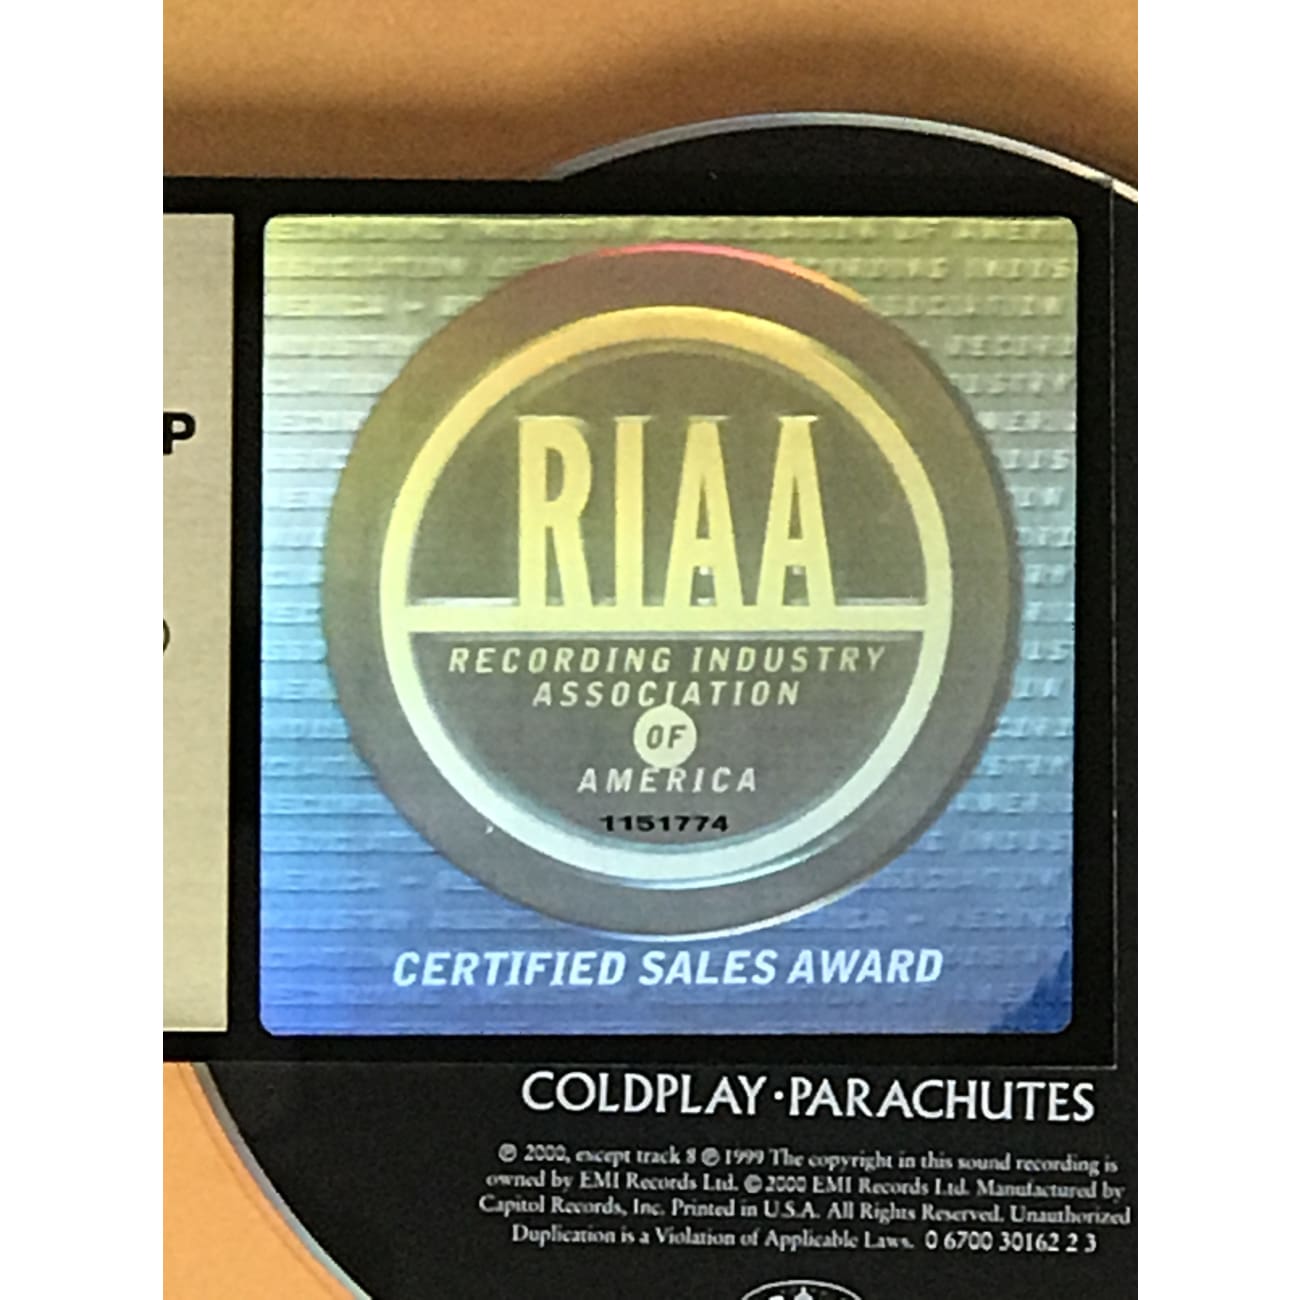 P
RIAA
RECORDING INDUSTRY
ASSOCIATION
OF
AMERICA
1151774
CERTIFIED SALES AWARD
COLDPLAY·PARACHUTES
℗ 2000, except track 8 ℗ 1999 The copyright in this sound recording is
owned by EMI Records Ltd. © 2000 EMI Records Ltd. Manufactured by
Capitol Records, Inc. Printed in U.S.A. All Rights Reserved. Unauthorized
Duplication is a Violation of Applicable Laws. 0 6700 30162 2 3